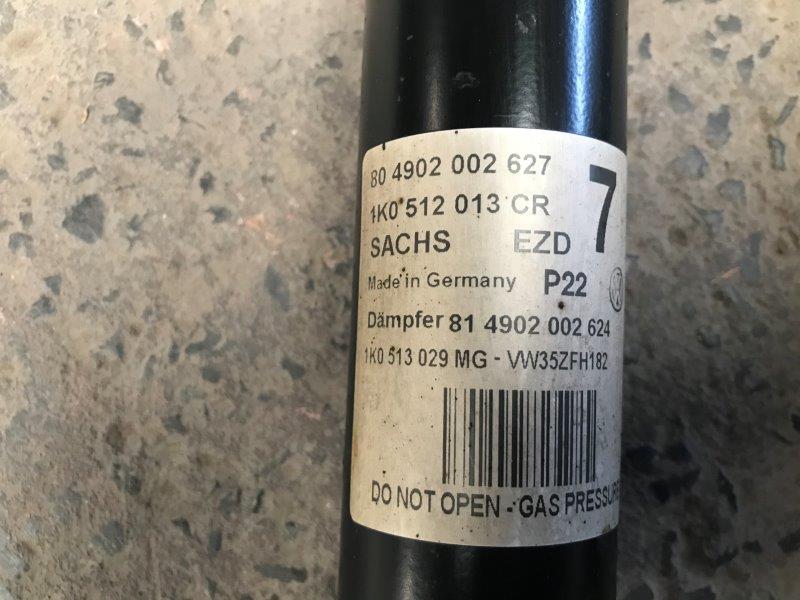 80 4902 002 627
1K0 512 013 CR
7
SACHS EZD
Made in Germany P22
Dämpfer 81 4902 002 624
1K0 513 029 MG - VW35ZFH182
DO NOT OPEN - GAS PRESSURE